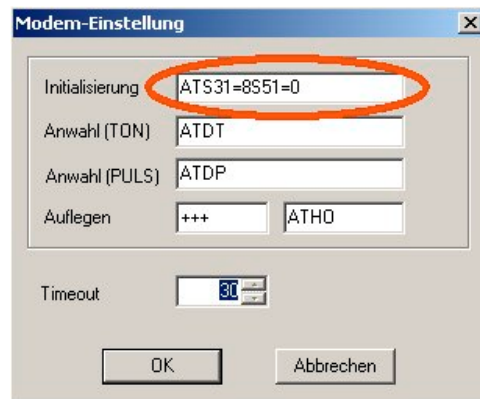 Modem-Einstellung
Initialisierung ATS31=8S51=0
Anwahl (TON) ATDT
Anwahl (PULS) ATDP
Auflegen +++ ATH0
Timeout 30
OK Abbrechen